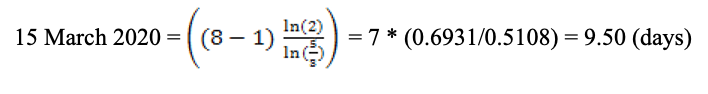 15 March 2020 = ((8 − 1) ln(2)/ln(5/3)) = 7 * (0.6931/0.5108) = 9.50 (days)